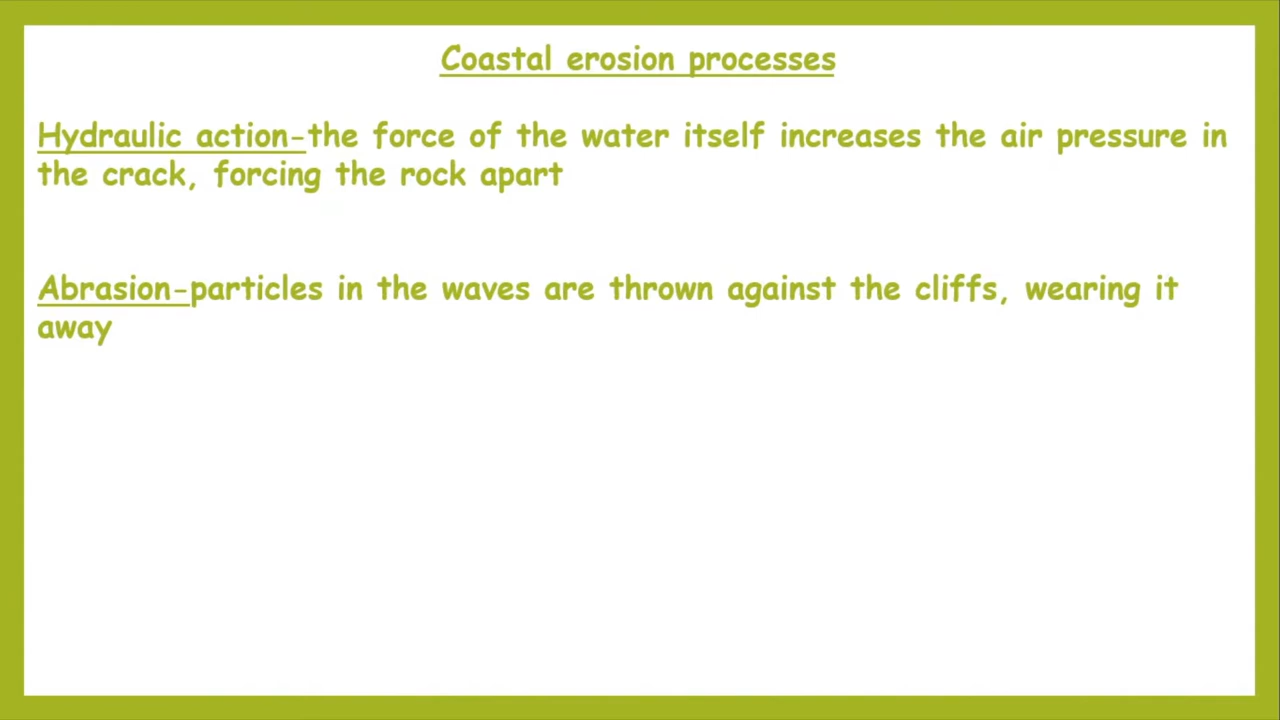 Coastal erosion processes
Hydraulic action-the force of the water itself increases the air pressure in
the crack, forcing the rock apart
Abrasion-particles in the waves are thrown against the cliffs, wearing it
away